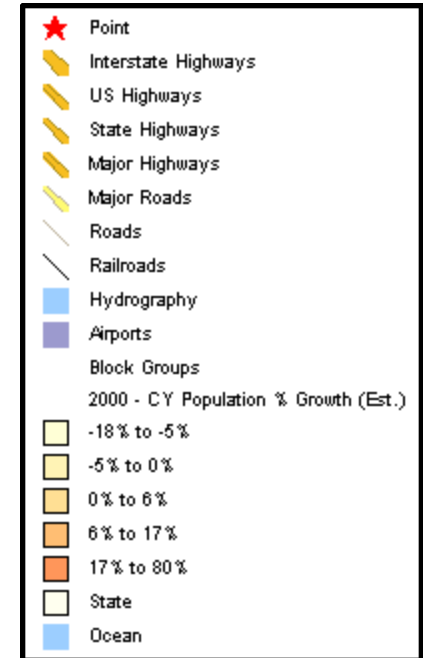 Point
Interstate Highways
US Highways
State Highways
Major Highways
Major Roads
Roads
Railroads
Hydrography
Airports
Block Groups
2000 - CY Population % Growth (Est.)
-18% to -5%
-5% to 0%
0% to 6%
6% to 17%
17% to 80%
State
Ocean